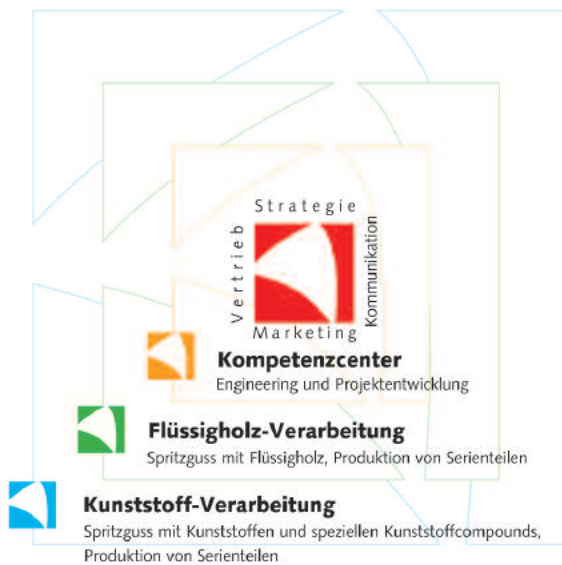 Strategie
Vertrieb
Kommunikation
Marketing
Kompetenzcenter
Engineering und Projektentwicklung
Flüssigholz-Verarbeitung
Spritzguss mit Flüssigholz, Produktion von Serienteilen
Kunststoff-Verarbeitung
Spritzguss mit Kunststoffen und speziellen Kunststoffcompounds,
Produktion von Serienteilen